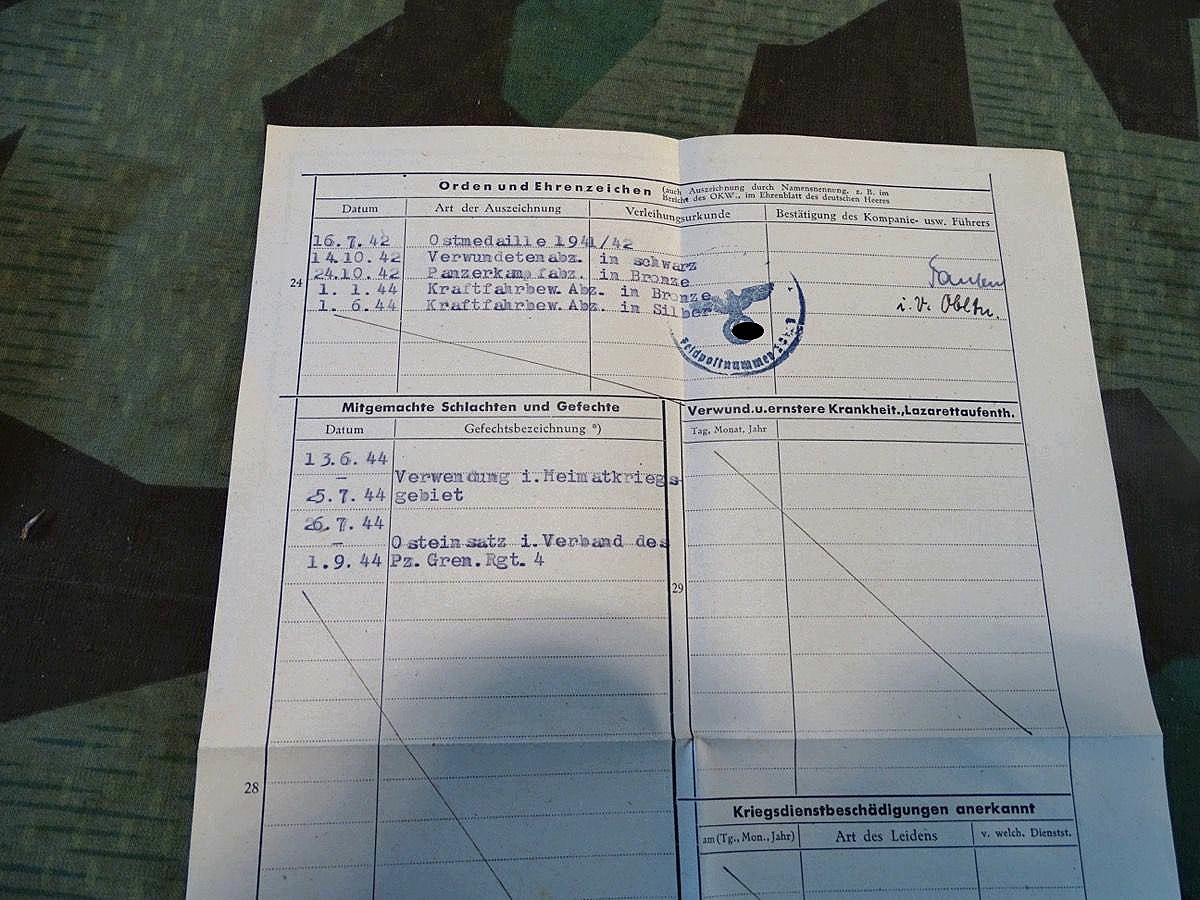 Orden und Ehrenzeichen (auch Auszeichnung durch Namensnennung, z. B. im
Bericht des OKW., im Ehrenblatt des deutschen Heeres
Datum Art der Auszeichnung Verleihungsurkunde Bestätigung des Kompanie- usw. Führers
16.7.42 Ostmedaille 1941/42
14.10.42 Verwundetenabz. in schwarz
24.10.42 Panzerkampfabz. in Bronze
24
1. 1.44 Kraftfahrbew.Abz. in Bronze
1. 6.44 Kraftfahrbew.Abz. in Silber
i.V. Obltn.
Feldpostnummer
Mitgemachte Schlachten und Gefechte
Datum Gefechtsbezeichnung *)
13.6.44
- Verwendung i.Heimatkriegs-
25.7.44 gebiet
26.7.44
- Osteinsatz i.Verband des
1.9.44 Pz.Gren.Rgt.4
28
Verwund.u.ernstere Krankheit.,Lazarettaufenth.
Tag, Monat, Jahr
29
Kriegsdienstbeschädigungen anerkannt
am (Tg., Mon., Jahr) Art des Leidens v. welch. Dienstst.